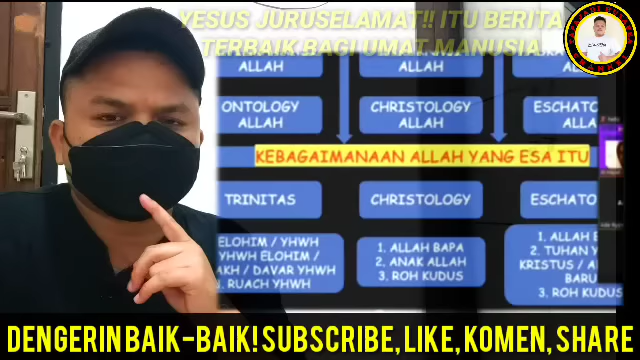 YESUS JURUSELAMAT!! ITU BERITA
TERBAIK BAGI UMAT MANUSIA
ALLAH
ALLAH
ALLAH
ONTOLOGY
ALLAH
CHRISTOLOGY
ALLAH
ESCHATO
ALLA
KEBAGAIMANAAN ALLAH YANG ESA ITU
TRINITAS
CHRISTOLOGY
ESCHATO
ELOHIM / YHWH
YHWH ELOHIM /
AKH / DAVAR YHWH
RUACH YHWH
1. ALLAH BAPA
2. ANAK ALLAH
3. ROH KUDUS
1. ALLAH B
2. TUHAN Y
KRISTUS / A
BARU
3. ROH KUDUS
DENGERIN BAIK-BAIK! SUBSCRIBE, LIKE, KOMEN, SHARE